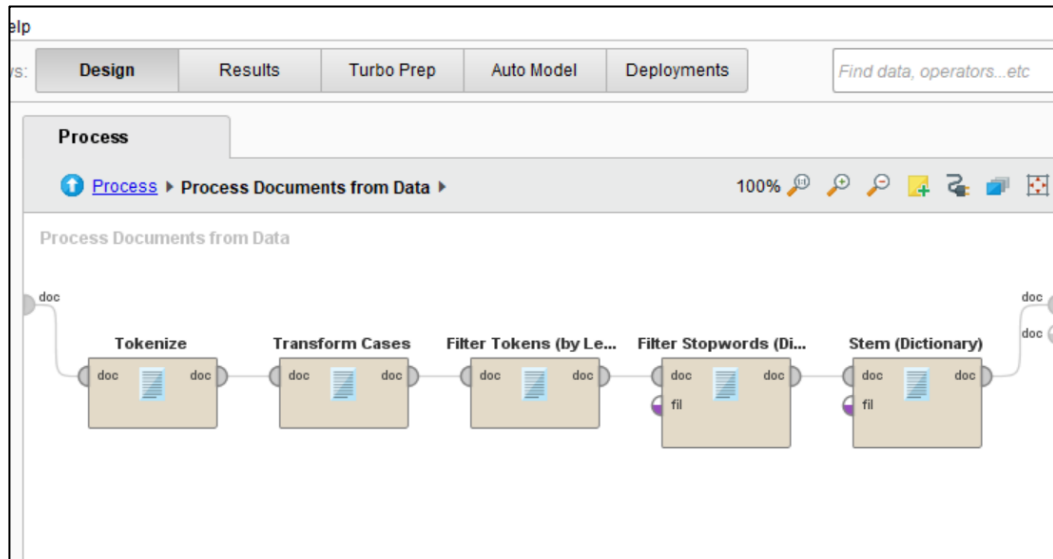 elp
vs:
Design
Results
Turbo Prep
Auto Model
Deployments
Find data, operators...etc
Process
Process
Process Documents from Data
100%
Process Documents from Data
doc
doc
doc
Tokenize
Transform Cases
Filter Tokens (by Le...
Filter Stopwords (Di...
Stem (Dictionary)
doc doc
doc doc
doc doc
doc doc
fil
doc doc
fil